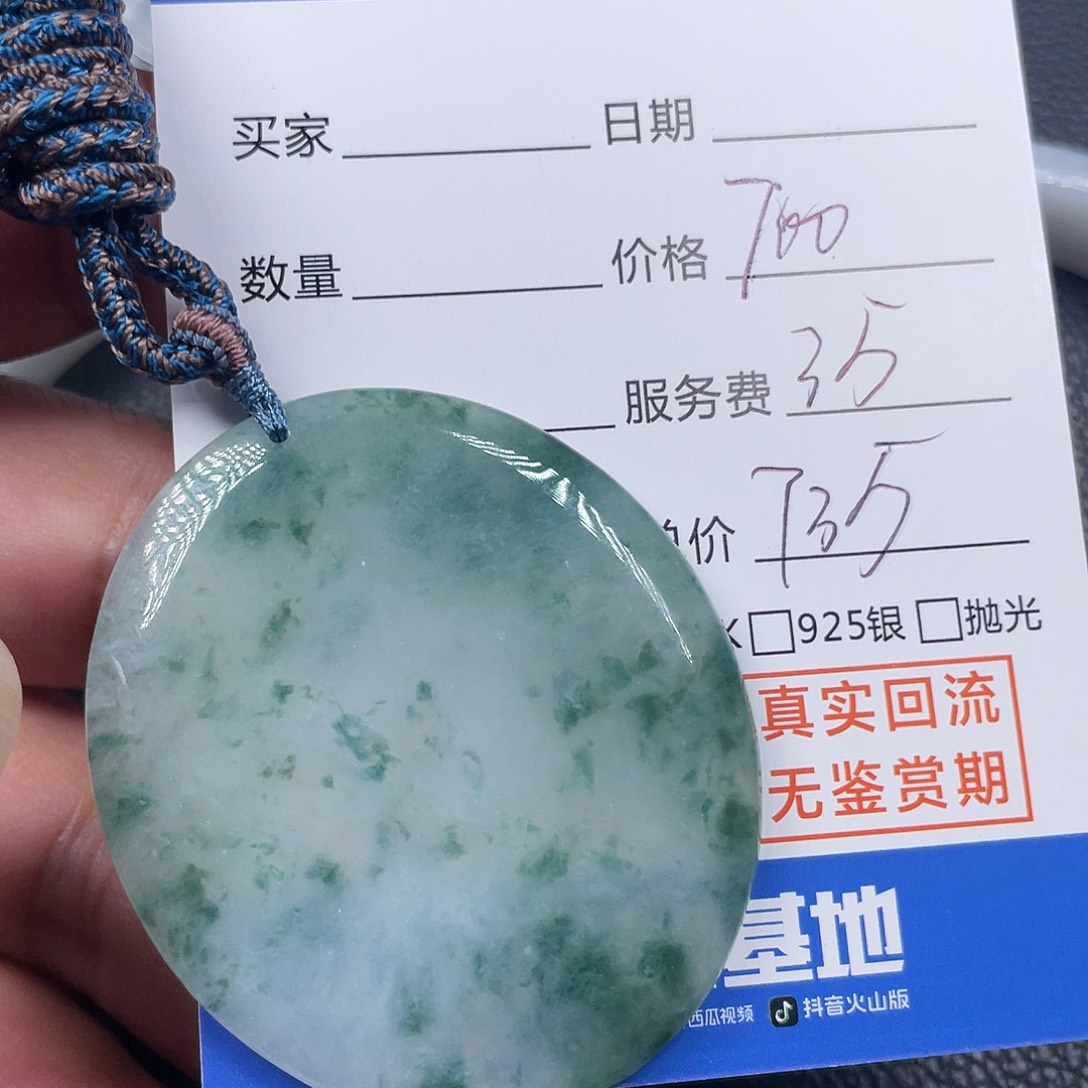 买家 日期
数量 价格 700
服务费 35
价 735
925银 抛光
真实回流
无鉴赏期
基地
西瓜视频 抖音火山版